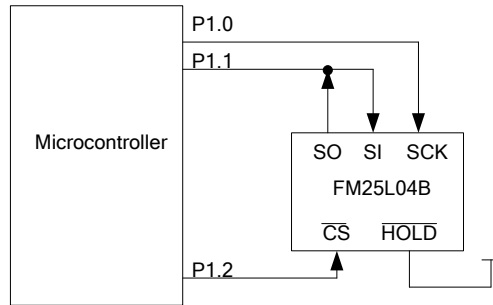 P1.0
P1.1
Microcontroller
SO SI SCK
FM25L04B
CS HOLD
P1.2